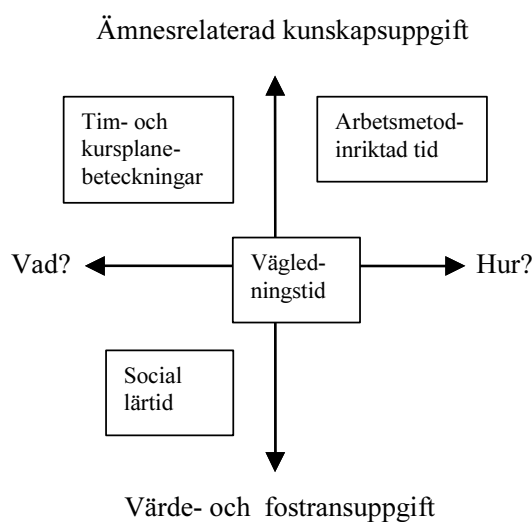 Ämnesrelaterad kunskapsuppgift
Tim- och
kursplane-
beteckningar
Arbetsmetod-
inriktad tid
Vad?
Vägled-
ningstid
Hur?
Social
lärtid
Värde- och fostransuppgift